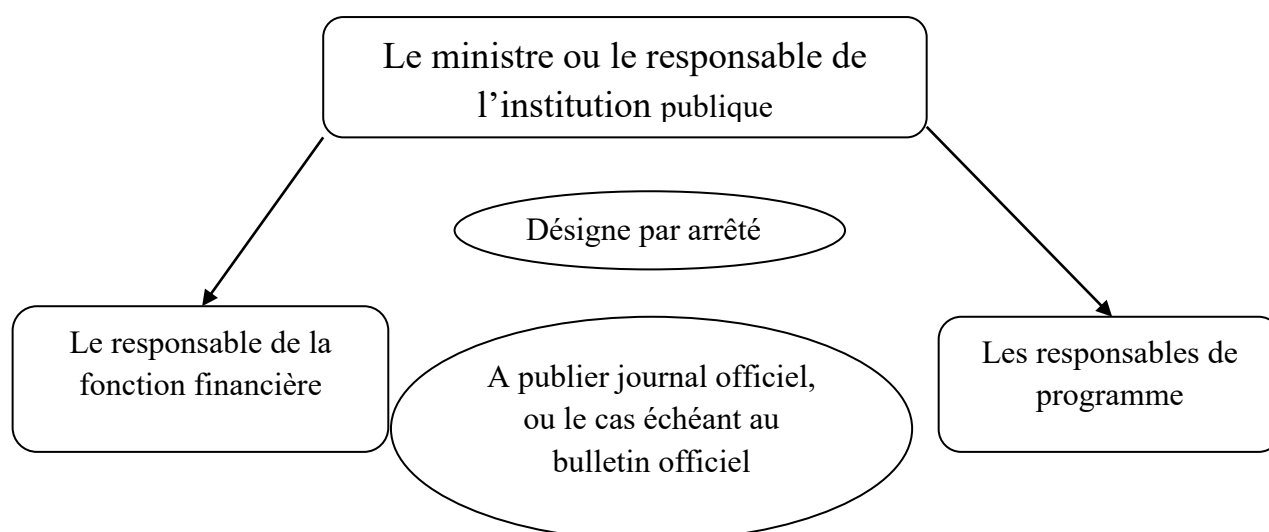 Le ministre ou le responsable de
l’institution publique
Désigne par arrêté
Le responsable de la
fonction financière
A publier journal officiel,
ou le cas échéant au
bulletin officiel
Les responsables de
programme